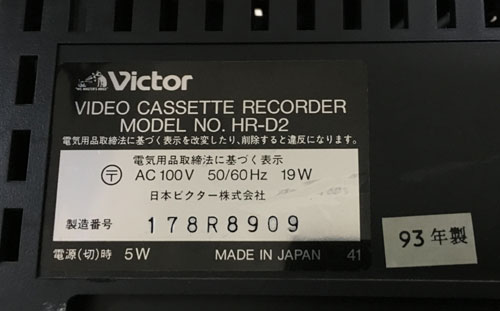 "HIS MASTER'S VOICE"
Victor
VIDEO CASSETTE RECORDER
MODEL NO. HR-D2
電気用品取締法に基づく表示を改変したり、削除すると違反になります。
電気用品取締法に基づく表示
〒 AC 100V 50/60Hz 19W
日本ビクター株式会社
製造番号 178R8909
電源(切)時 5W MADE IN JAPAN 41
93年製